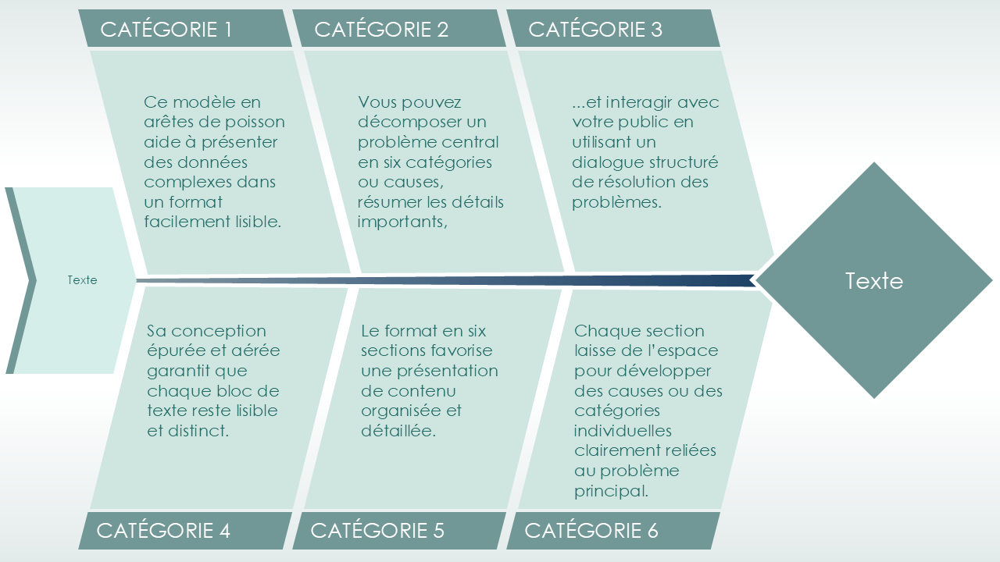 CATÉGORIE 1
CATÉGORIE 2
CATÉGORIE 3
Ce modèle en
arêtes de poisson
aide à présenter
des données
complexes dans
un format
facilement lisible.
Vous pouvez
décomposer un
problème central
en six catégories
ou causes,
résumer les détails
importants,
...et interagir avec
votre public en
utilisant un
dialogue structuré
de résolution des
problèmes.
Texte
Texte
Sa conception
épurée et aérée
garantit que
chaque bloc de
texte reste lisible
et distinct.
Le format en six
sections favorise
une présentation
de contenu
organisée et
détaillée.
Chaque section
laisse de l’espace
pour développer
des causes ou des
catégories
individuelles
clairement reliées
au problème
principal.
CATÉGORIE 4
CATÉGORIE 5
CATÉGORIE 6